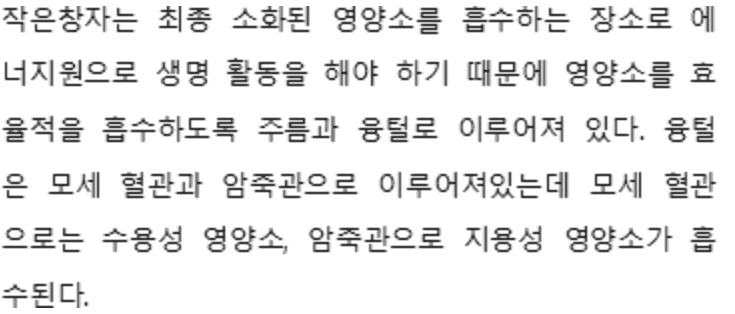 작은창자는 최종 소화된 영양소를 흡수하는 장소로 에
너지원으로 생명 활동을 해야 하기 때문에 영양소를 효
율적을 흡수하도록 주름과 융털로 이루어져 있다. 융털
은 모세 혈관과 암죽관으로 이루어져있는데 모세 혈관
으로는 수용성 영양소, 암죽관으로 지용성 영양소가 흡
수된다.